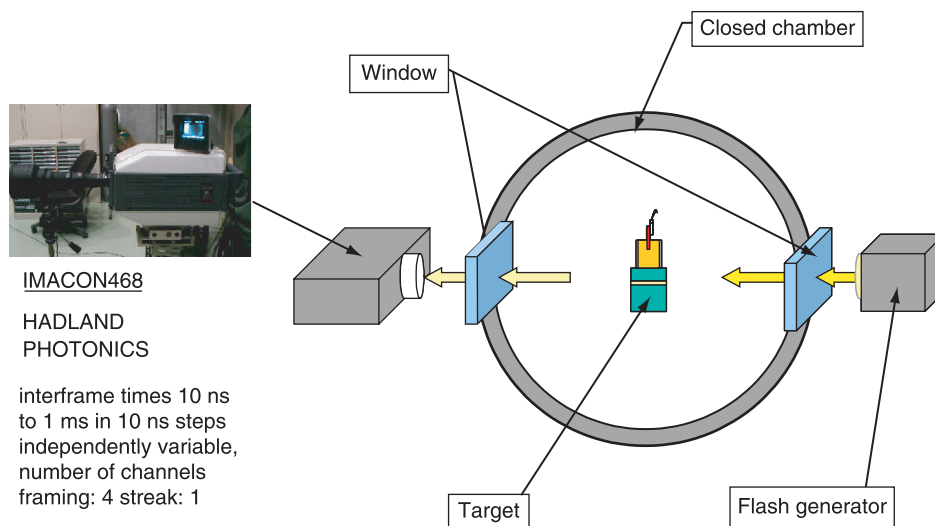 Closed chamber
Window
IMACON468
HADLAND
PHOTONICS
interframe times 10 ns
to 1 ms in 10 ns steps
independently variable,
number of channels
framing: 4 streak: 1
Target
Flash generator